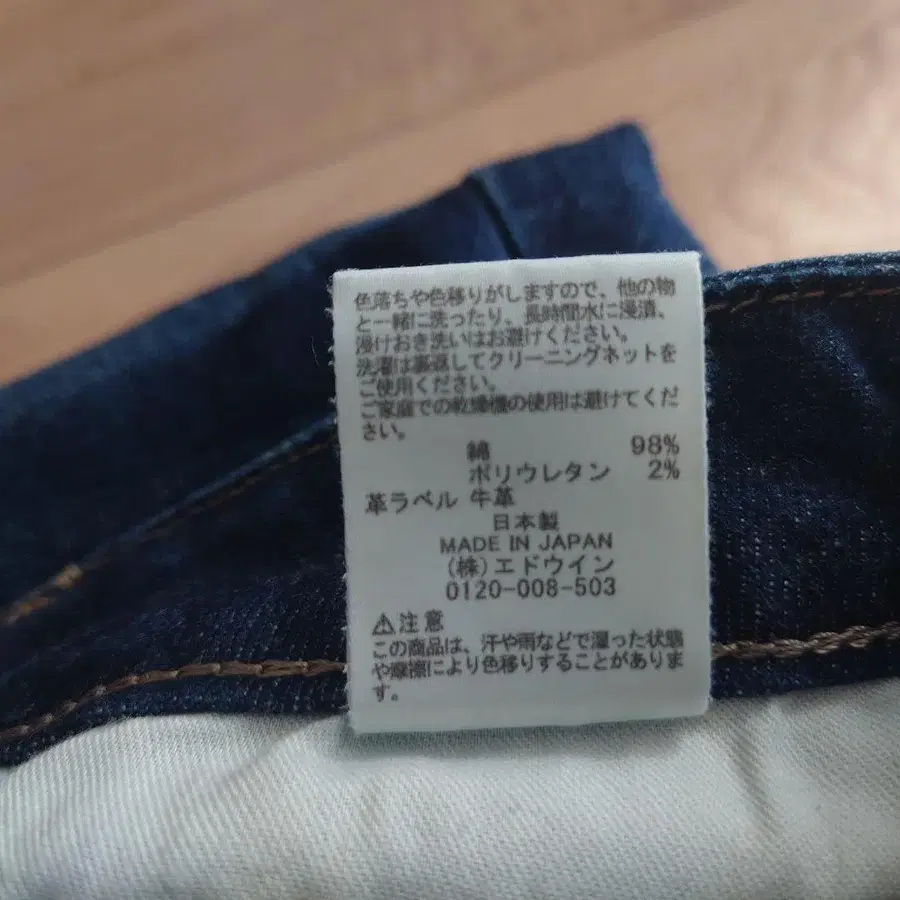 色落ちや色移りがしますので、他の物
と一緒に洗ったり、長時間水に浸漬、
浸けおき洗いはお避けください。
洗濯は裏返してクリーニングネットを
ご使用ください。
ご家庭での乾燥機の使用は避けてくだ
さい。
綿 98%
ポリウレタン 2%
革ラベル 牛革
日本製
MADE IN JAPAN
(株)エドウイン
0120-008-503
⚠注意
この商品は、汗や雨などで湿った状態
や摩擦により色移りすることがありま
す。